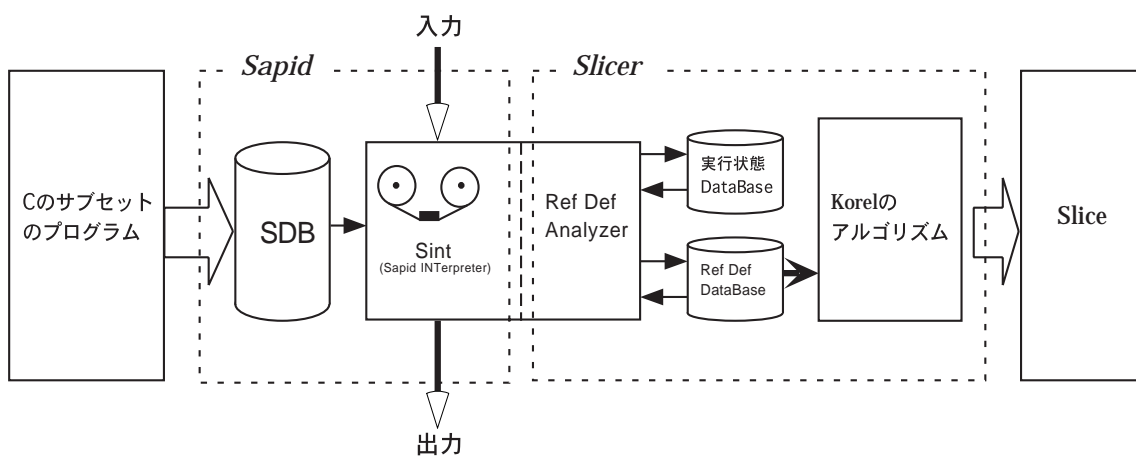 入力
Sapid
Slicer
Cのサブセット
のプログラム
SDB
Sint
(Sapid INTerpreter)
Ref Def
Analyzer
実行状態
DataBase
Ref Def
DataBase
Korelの
アルゴリズム
Slice
出力